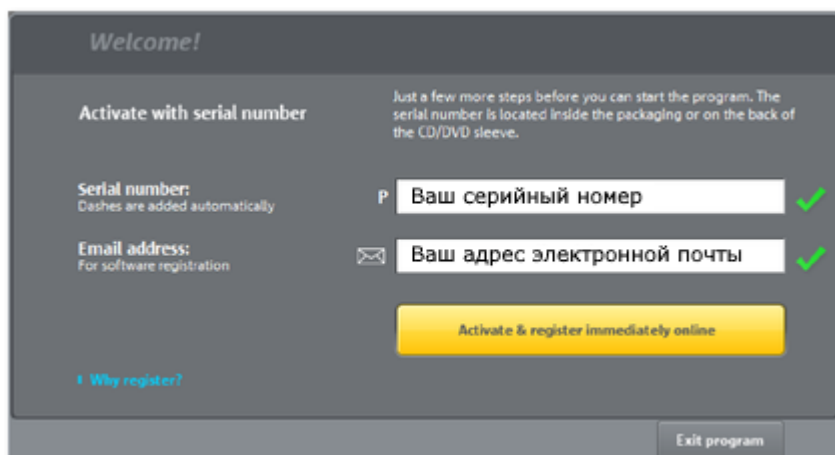 Welcome!
Activate with serial number
Just a few more steps before you can start the program. The
serial number is located inside the packaging or on the back of
the CD/DVD sleeve.
Serial number:
Dashes are added automatically
P
Ваш серийный номер
Email address:
For software registration
Ваш адрес электронной почты
Activate & register immediately online
Why register?
Exit program